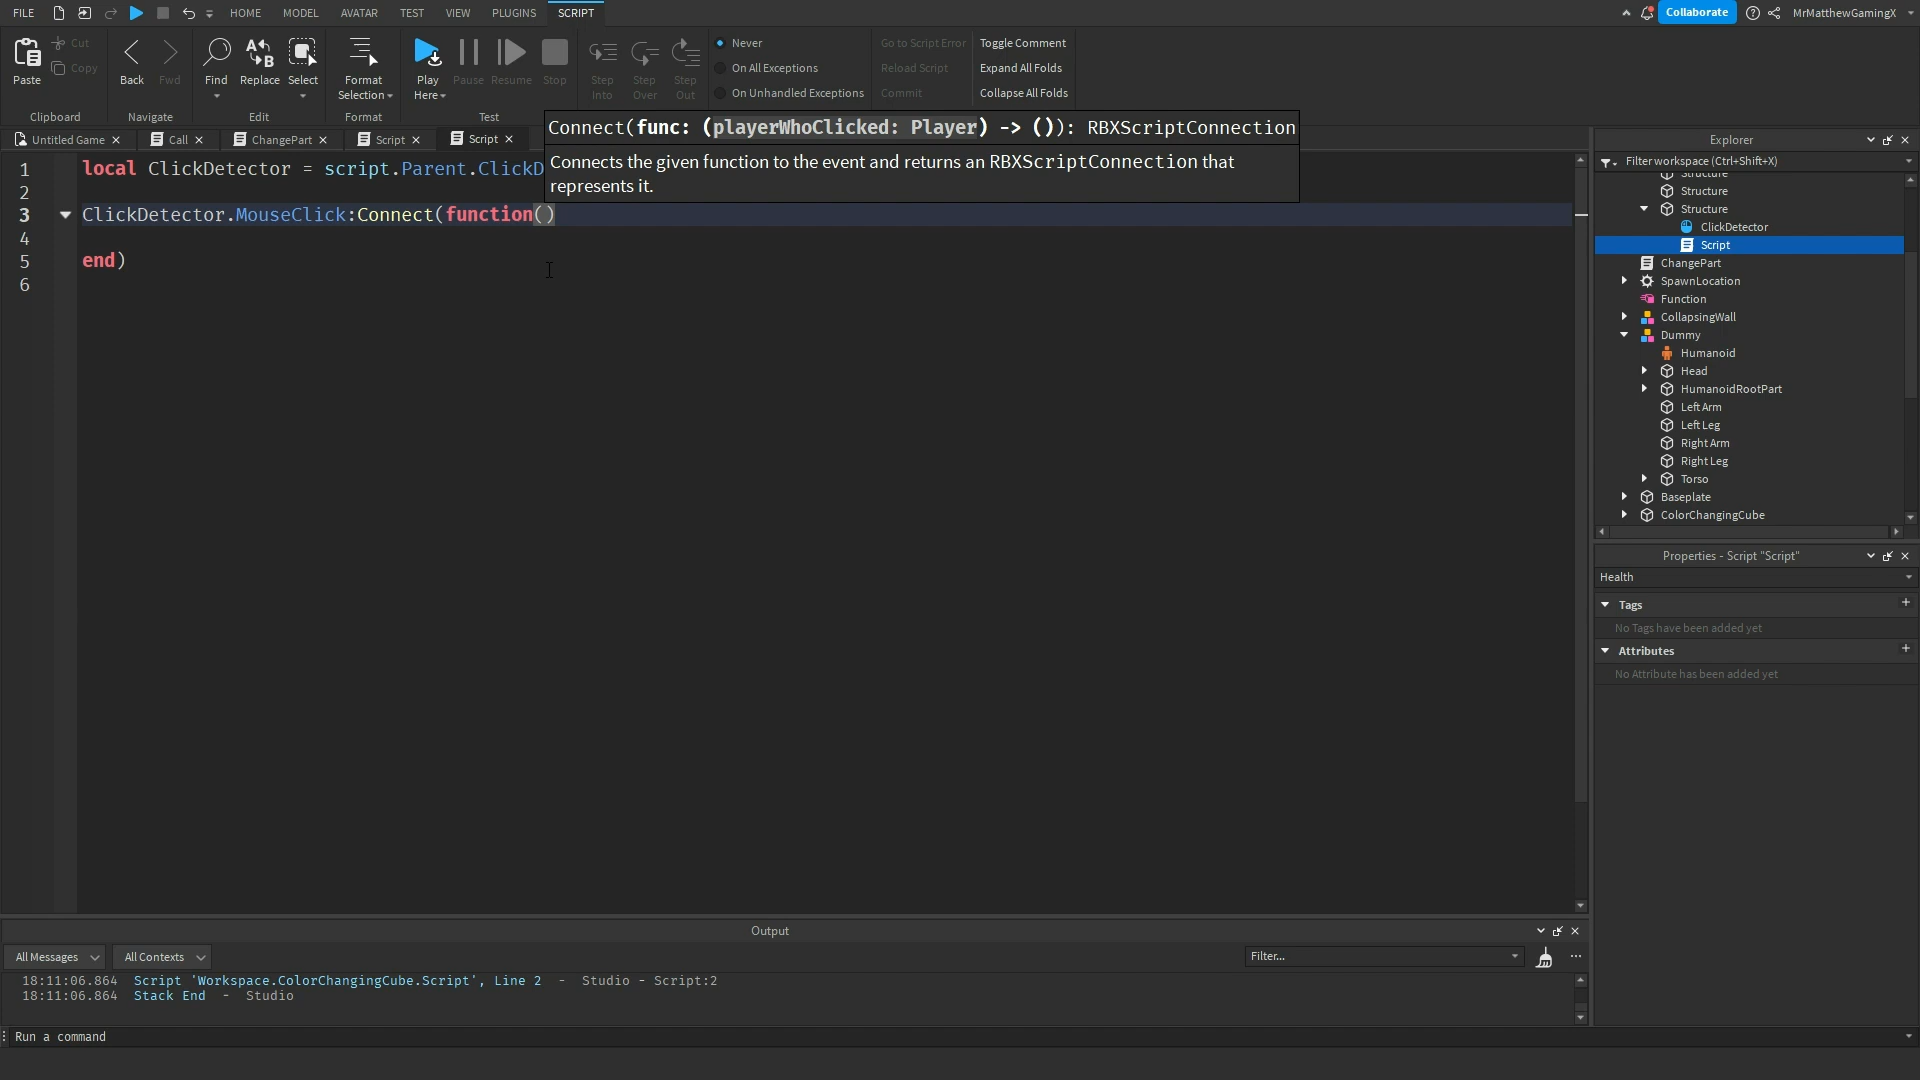 FILE HOME MODEL AVATAR TEST VIEW PLUGINS SCRIPT Collaborate MrMatthewGamingX
Paste Cut Copy
Clipboard
Back Fwd
Navigate
Find Replace Select
Edit
Format Selection
Format
Play Here Pause Resume Stop
Test
Step Into Step Over Step Out
Never
On All Exceptions
On Unhandled Exceptions
Go to Script Error
Reload Script
Commit
Toggle Comment
Expand All Folds
Collapse All Folds
Untitled Game Call ChangePart Script Script
Connect(func: (playerWhoClicked: Player) -> ()): RBXScriptConnection
Connects the given function to the event and returns an RBXScriptConnection that
represents it.
1 local ClickDetector = script.Parent.ClickD
2
3 ClickDetector.MouseClick:Connect(function()
4
5 end)
6
Explorer
Filter workspace (Ctrl+Shift+X)
Structure
Structure
Structure
ClickDetector
Script
ChangePart
SpawnLocation
Function
CollapsingWall
Dummy
Humanoid
Head
HumanoidRootPart
Left Arm
Left Leg
Right Arm
Right Leg
Torso
Baseplate
ColorChangingCube
Properties - Script "Script"
Health
Tags
No Tags have been added yet
Attributes
No Attribute has been added yet
Output
All Messages All Contexts Filter...
18:11:06.864 Script 'Workspace.ColorChangingCube.Script', Line 2 - Studio - Script:2
18:11:06.864 Stack End - Studio
Run a command